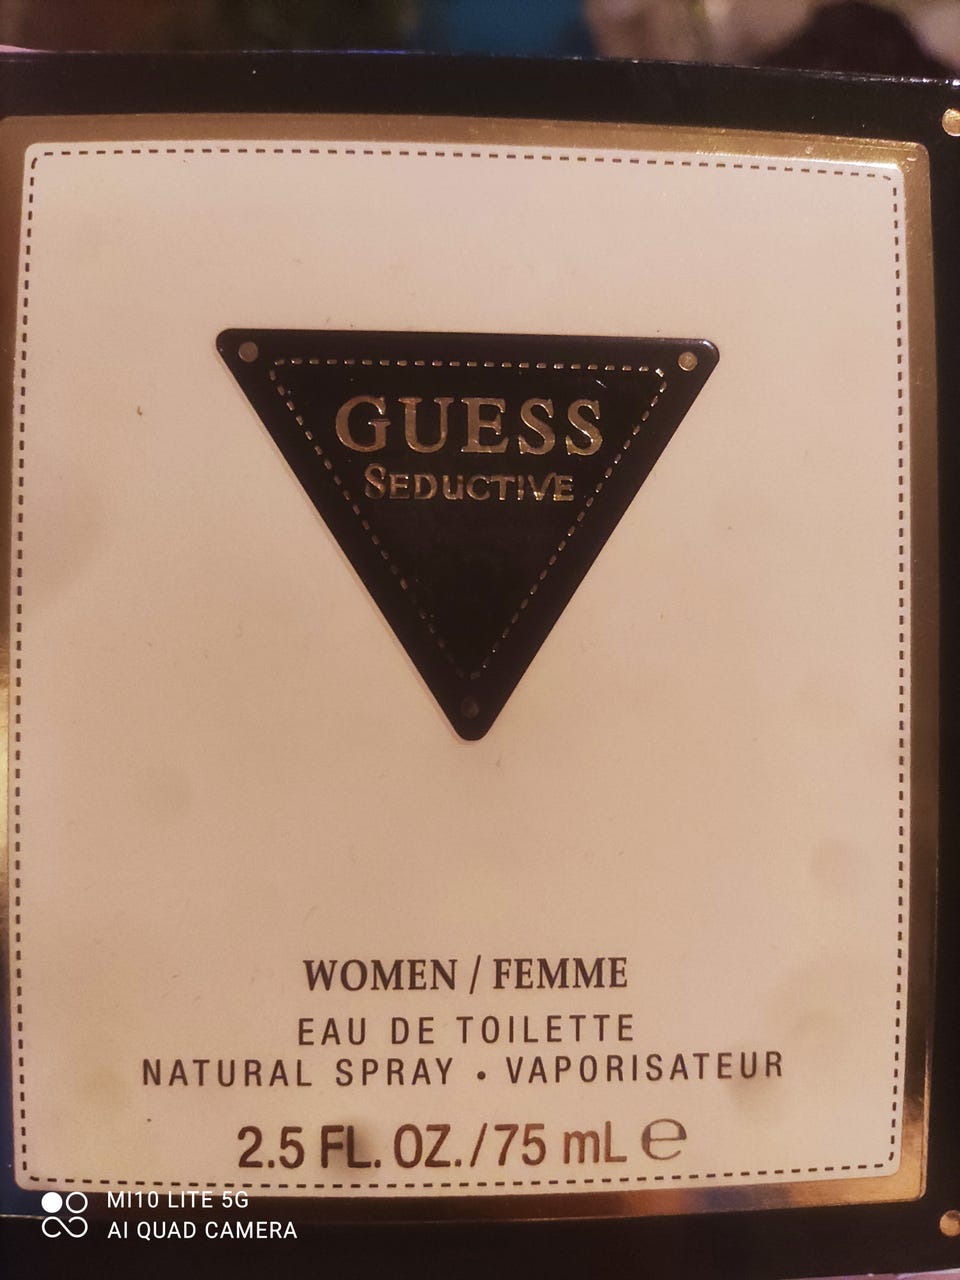 GUESS
SEDUCTIVE
WOMEN / FEMME
EAU DE TOILETTE
NATURAL SPRAY • VAPORISATEUR
2.5 FL. OZ. / 75 mL ℮
MI10 LITE 5G
AI QUAD CAMERA